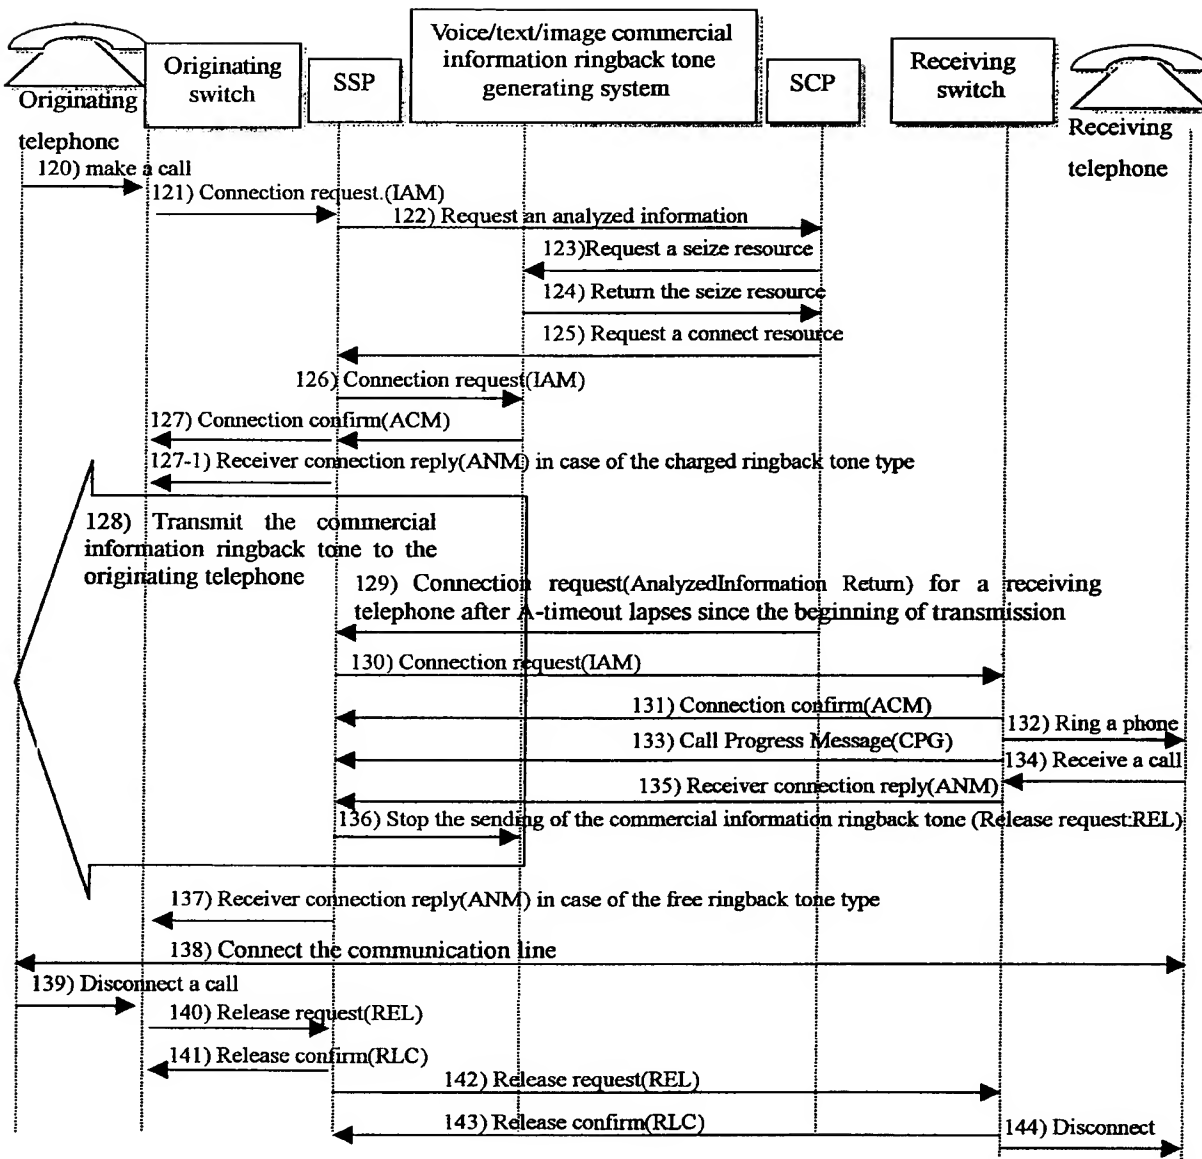 Voice/text/image commercial
information ringback tone
generating system
Originating
switch
SSP
SCP
Receiving
switch
Originating
telephone
Receiving
telephone
120) make a call
121) Connection request.(IAM)
122) Request an analyzed information
123)Request a seize resource
124) Return the seize resource
125) Request a connect resource
126) Connection request(IAM)
127) Connection confirm(ACM)
127-1) Receiver connection reply(ANM) in case of the charged ringback tone type
128) Transmit the commercial
information ringback tone to the
originating telephone
129) Connection request(AnalyzedInformation Return) for a receiving
telephone after A-timeout lapses since the beginning of transmission
130) Connection request(IAM)
131) Connection confirm(ACM)
132) Ring a phone
133) Call Progress Message(CPG)
134) Receive a call
135) Receiver connection reply(ANM)
136) Stop the sending of the commercial information ringback tone (Release request:REL)
137) Receiver connection reply(ANM) in case of the free ringback tone type
138) Connect the communication line
139) Disconnect a call
140) Release request(REL)
141) Release confirm(RLC)
142) Release request(REL)
143) Release confirm(RLC)
144) Disconnect